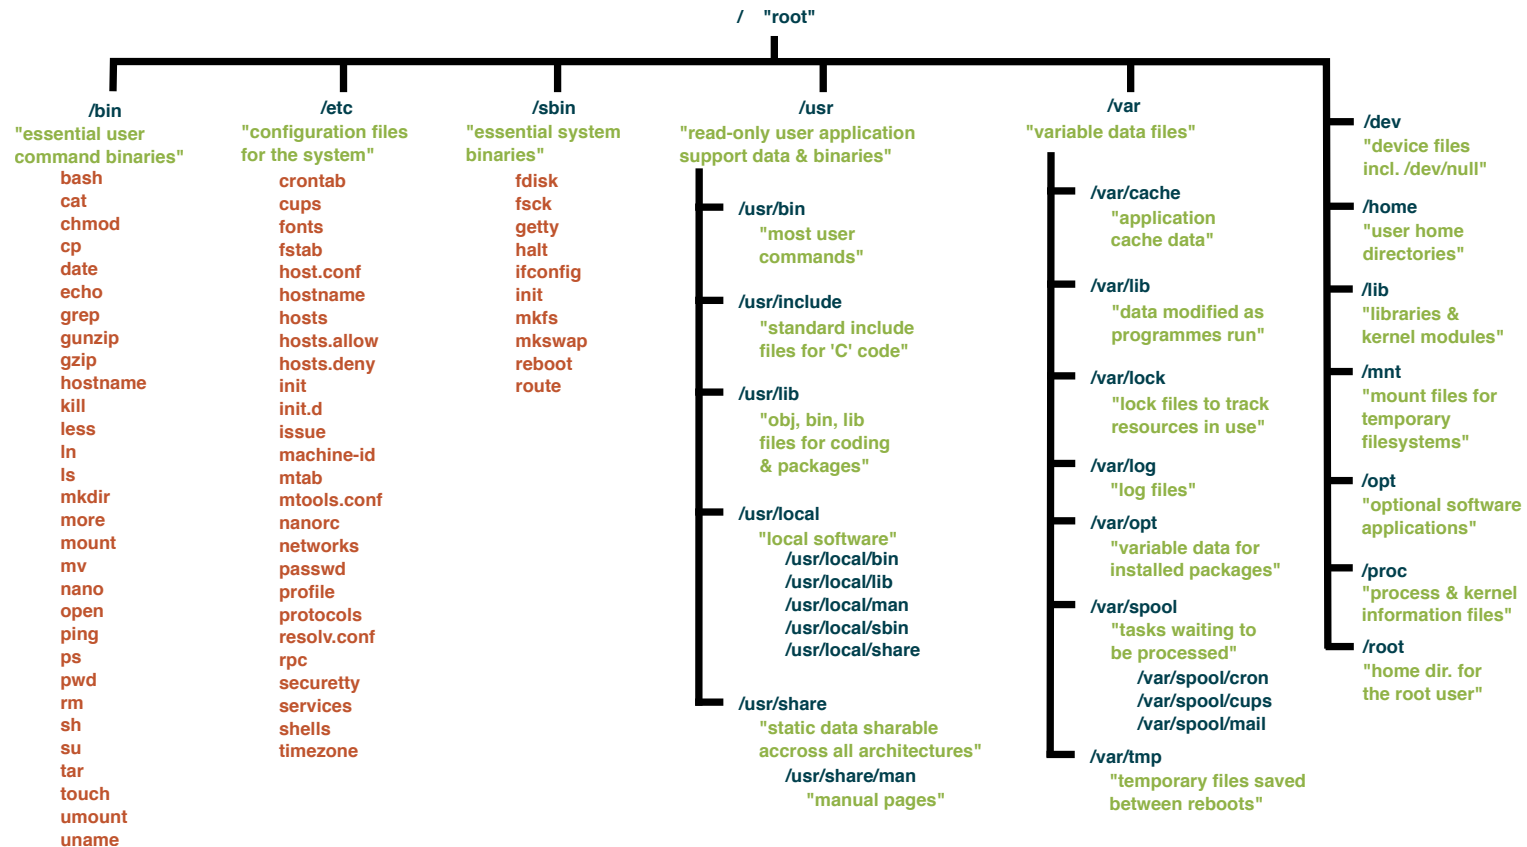 / "root"
/bin
"essential user
command binaries"
bash
cat
chmod
cp
date
echo
grep
gunzip
gzip
hostname
kill
less
ln
ls
mkdir
more
mount
mv
nano
open
ping
ps
pwd
rm
sh
su
tar
touch
umount
uname
/etc
"configuration files
for the system"
crontab
cups
fonts
fstab
host.conf
hostname
hosts
hosts.allow
hosts.deny
init
init.d
issue
machine-id
mtab
mtools.conf
nanorc
networks
passwd
profile
protocols
resolv.conf
rpc
securetty
services
shells
timezone
/sbin
"essential system
binaries"
fdisk
fsck
getty
halt
ifconfig
init
mkfs
mkswap
reboot
route
/usr
"read-only user application
support data & binaries"
/usr/bin
"most user
commands"
/usr/include
"standard include
files for 'C' code"
/usr/lib
"obj, bin, lib
files for coding
& packages"
/usr/local
"local software"
/usr/local/bin
/usr/local/lib
/usr/local/man
/usr/local/sbin
/usr/local/share
/usr/share
"static data sharable
accross all architectures"
/usr/share/man
"manual pages"
/var
"variable data files"
/var/cache
"application
cache data"
/var/lib
"data modified as
programmes run"
/var/lock
"lock files to track
resources in use"
/var/log
"log files"
/var/opt
"variable data for
installed packages"
/var/spool
"tasks waiting to
be processed"
/var/spool/cron
/var/spool/cups
/var/spool/mail
/var/tmp
"temporary files saved
between reboots"
/dev
"device files
incl. /dev/null"
/home
"user home
directories"
/lib
"libraries &
kernel modules"
/mnt
"mount files for
temporary
filesystems"
/opt
"optional software
applications"
/proc
"process & kernel
information files"
/root
"home dir. for
the root user"